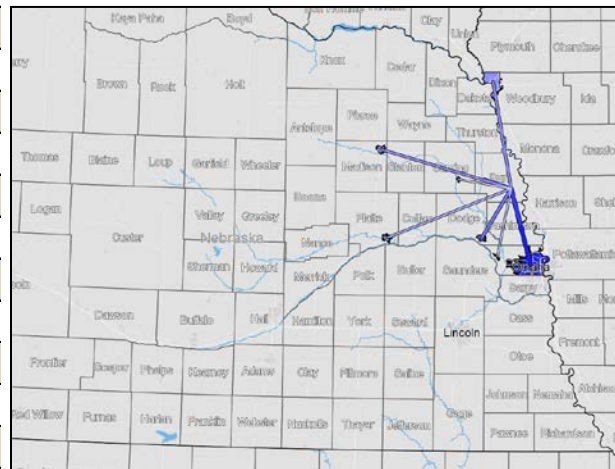 Keya Paha Boyd Clay
Union Plymouth Cherokee
Knox Cedar Dixon
Brown Rock Holt Dakota Woodbury Ida
Pierce Wayne
Antelope Thurston Monona Crawford
Thomas Blaine Loup Garfield Wheeler Madison Stanton Cuming
Boone Harrison
Logan Valley Greeley Platte Colfax Dodge
Custer Nebraska Nance
Sherman Howard Merrick Polk Butler Saunders Omaha Pottawattamie
Sarpy Mills
Dawson Buffalo Hall Hamilton York Seward Cass
Lincoln
Fremont
Frontier Gosper Phelps Kearney Adams Clay Fillmore Saline Otoe
Johnson Nemaha
Red Willow Furnas Harlan Franklin Webster Nuckolls Thayer Jefferson Gage
Pawnee Richardson